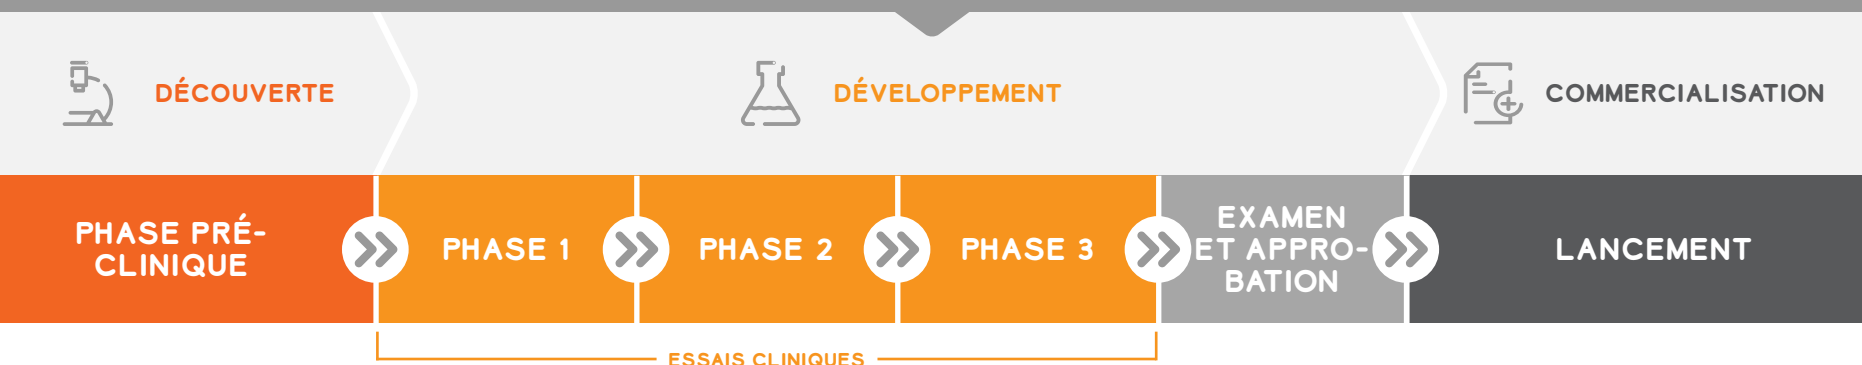 DÉCOUVERTE
DÉVELOPPEMENT
COMMERCIALISATION
PHASE PRÉ-
CLINIQUE
PHASE 1
PHASE 2
PHASE 3
EXAMEN
ET APPRO-
BATION
LANCEMENT
ESSAIS CLINIQUES